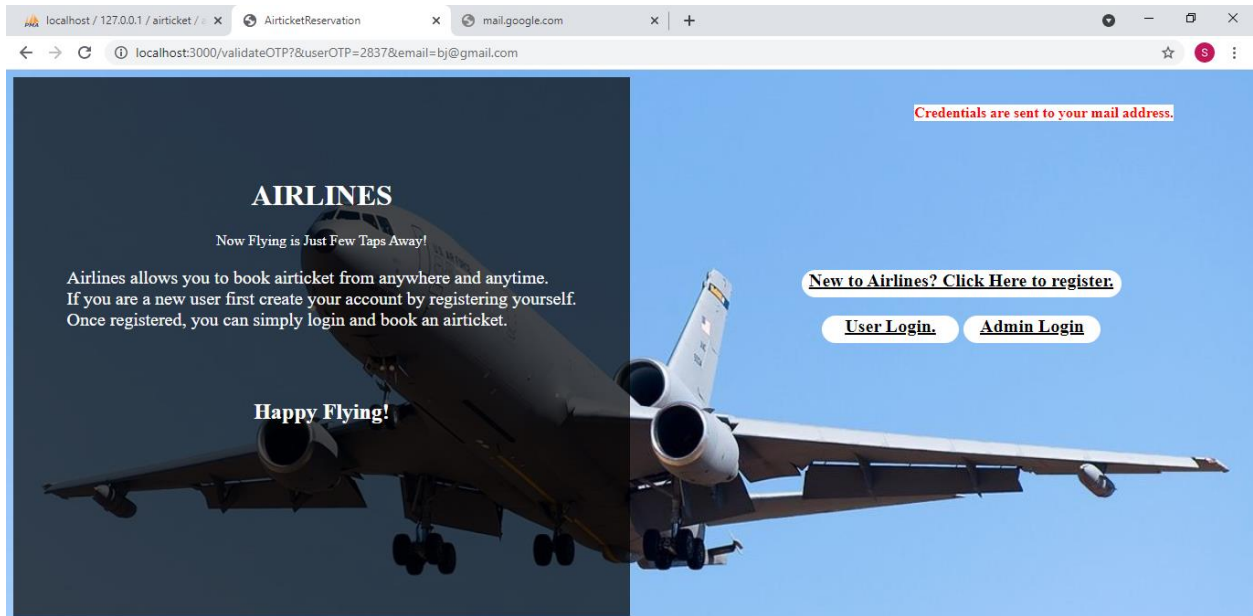 localhost / 127.0.0.1 / airticket /
AirticketReservation
mail.google.com
localhost:3000/validateOTP?&userOTP=2837&email=bj@gmail.com
S
Credentials are sent to your mail address.
AIRLINES
Now Flying is Just Few Taps Away!
Airlines allows you to book airticket from anywhere and anytime.
If you are a new user first create your account by registering yourself.
Once registered, you can simply login and book an airticket.
Happy Flying!
New to Airlines? Click Here to register.
User Login.
Admin Login